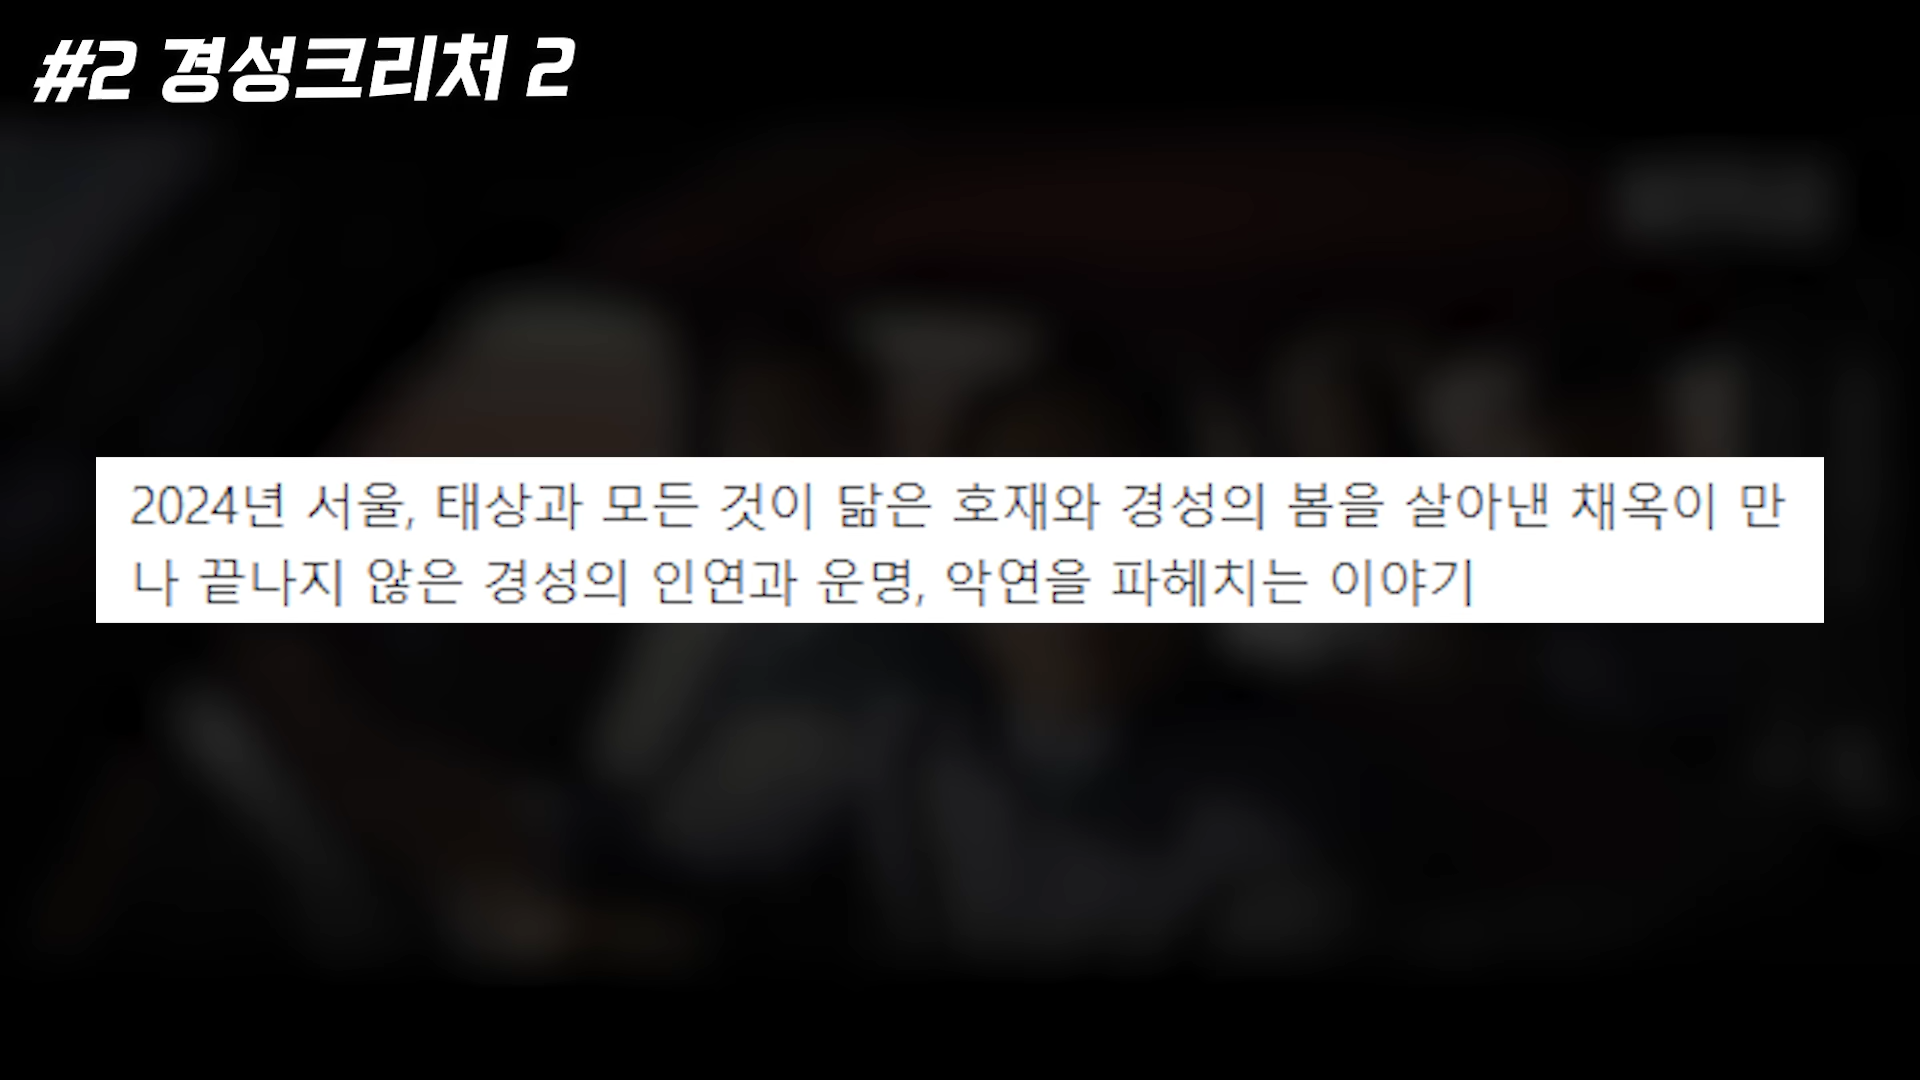 #2 경성크리처 2
2024년 서울, 태상과 모든 것이 닮은 호재와 경성의 봄을 살아낸 채옥이 만
나 끝나지 않은 경성의 인연과 운명, 악연을 파헤치는 이야기